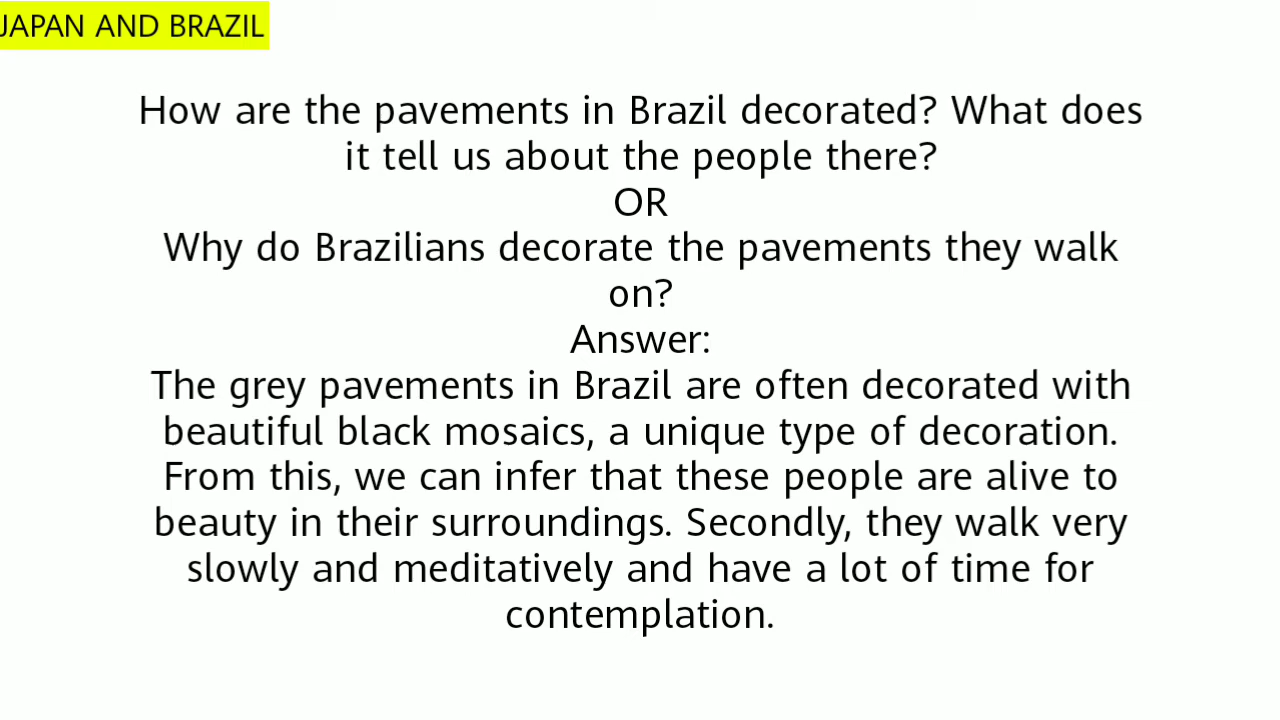 JAPAN AND BRAZIL
How are the pavements in Brazil decorated? What does
it tell us about the people there?
OR
Why do Brazilians decorate the pavements they walk
on?
Answer:
The grey pavements in Brazil are often decorated with
beautiful black mosaics, a unique type of decoration.
From this, we can infer that these people are alive to
beauty in their surroundings. Secondly, they walk very
slowly and meditatively and have a lot of time for
contemplation.